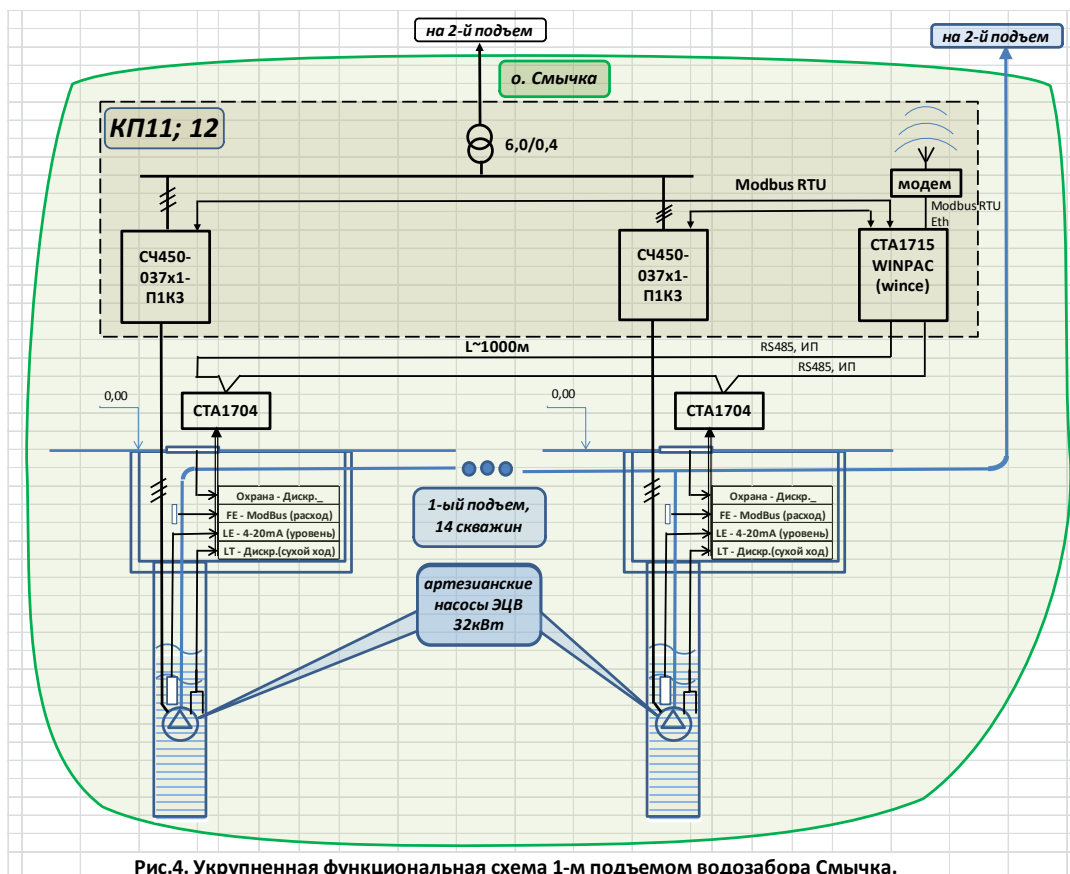 на 2-й подъем
на 2-й подъем
о. Смычка
КП11; 12
6,0/0,4
Modbus RTU
модем
Modbus RTU
Eth
СЧ450-
037х1-
П1К3
СЧ450-
037х1-
П1К3
СТА1715
WINPAC
(wince)
L~1000м
RS485, ИП
RS485, ИП
0,00
СТА1704
0,00
СТА1704
Охрана - Дискр._
FE - ModBus (расход)
LE - 4-20mA (уровень)
LT - Дискр.(сухой ход)
1-ый подъем,
14 скважин
Охрана - Дискр._
FE - ModBus (расход)
LE - 4-20mA (уровень)
LT - Дискр.(сухой ход)
артезианские
насосы ЭЦВ
32кВт
Рис.4. Укрупненная функциональная схема 1-м подъемом водозабора Смычка.